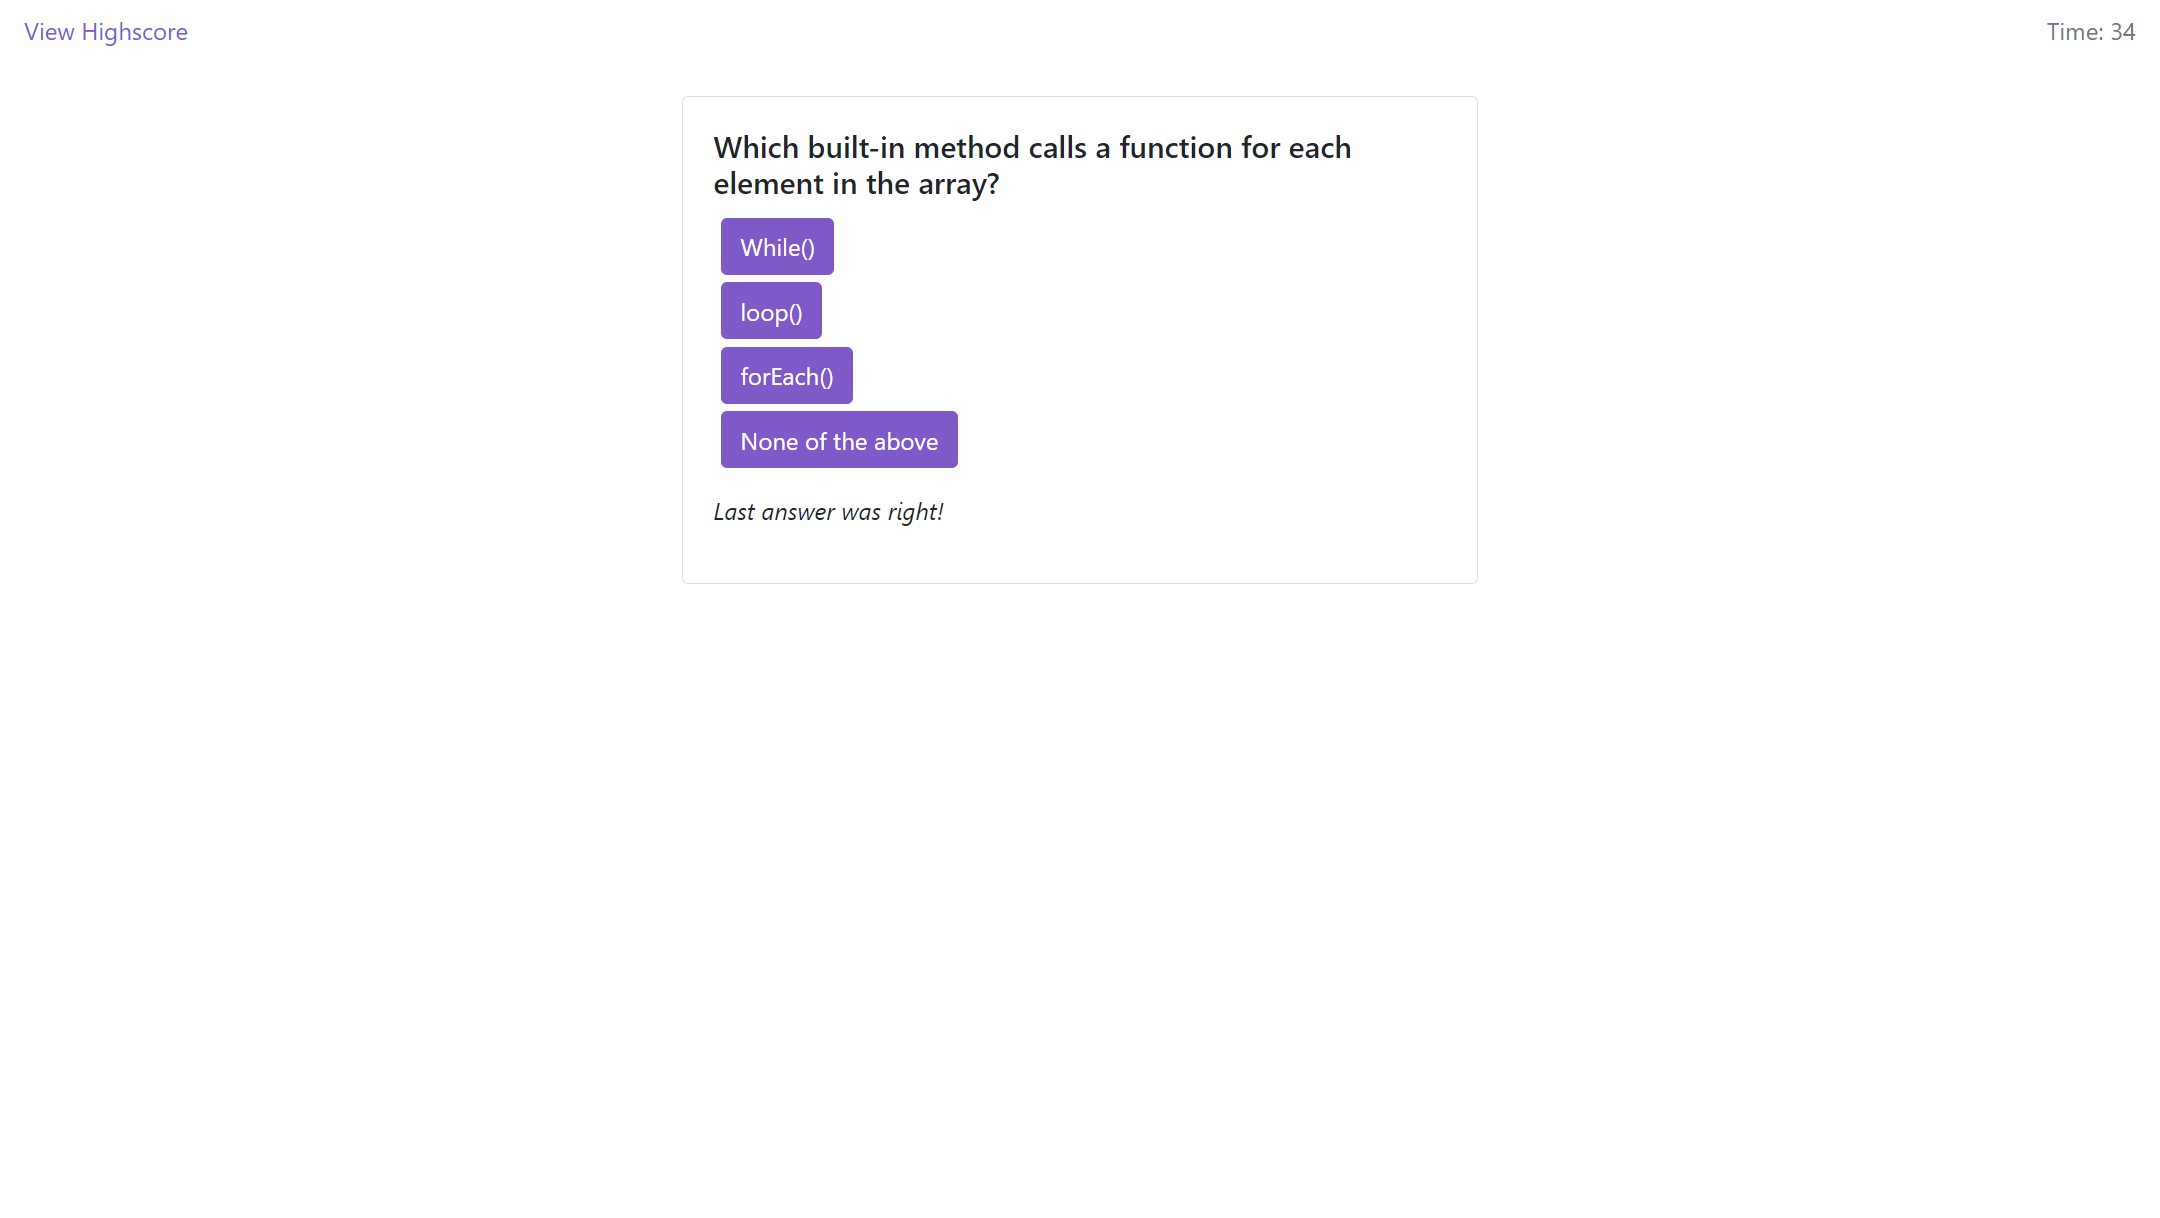 View Highscore
Time: 34
Which built-in method calls a function for each
element in the array?
While()
loop()
forEach()
None of the above
Last answer was right!